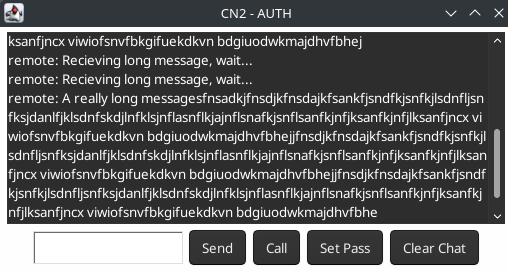 CN2 - AUTH
ksanfjncx viwiofsnvfbkgifuekdkvn bdgiuodwkmajdhvfbhej
remote: Recieving long message, wait...
remote: Recieving long message, wait...
remote: A really long messagesfnsadkjfnsdjkfnsdajkfsankfjsndfkjsnfkjlsdnfljsn
fksjdanlfjklsdnfskdjlnfklsjnflasnflkjajnflsnafkjsnflsanfkjnfjksanfkjnfjlksanfjncx vi
wiofsnvfbkgifuekdkvn bdgiuodwkmajdhvfbhejjfnsdjkfnsdajkfsankfjsndfkjsnfkjl
sdnfljsnfksjdanlfjklsdnfskdjlnfklsjnflasnflkjajnflsnafkjsnflsanfkjnfjksanfkjnfjlksan
fjncx viwiofsnvfbkgifuekdkvn bdgiuodwkmajdhvfbhejjfnsdjkfnsdajkfsankfjsndf
kjsnfkjlsdnfljsnfksjdanlfjklsdnfskdjlnfklsjnflasnflkjajnflsnafkjsnflsanfkjnfjksanfkj
nfjlksanfjncx viwiofsnvfbkgifuekdkvn bdgiuodwkmajdhvfbhe
Send Call Set Pass Clear Chat